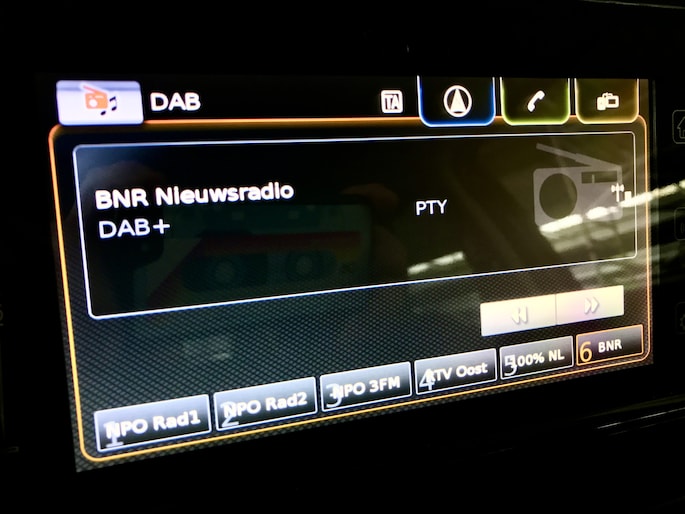 DAB
TA
BNR Nieuwsradio
DAB+
PTY
1 NPO Rad1
2 NPO Rad2
3 NPO 3FM
4 RTV Oost
5 100% NL
6 BNR